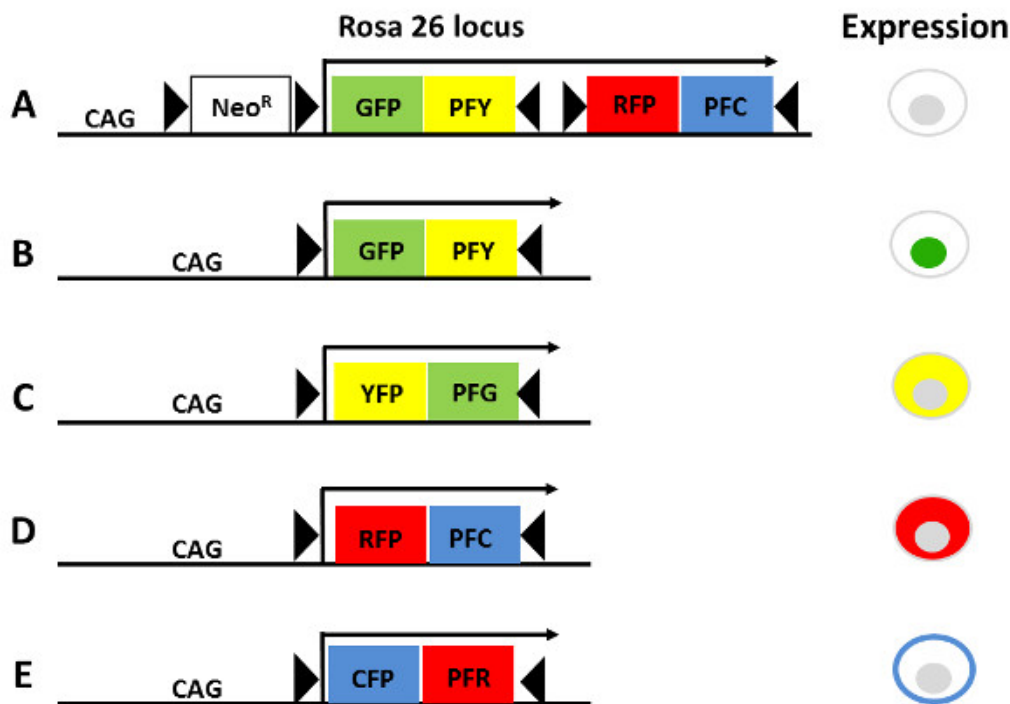 Rosa 26 locus
Expression
A CAG Neo^R GFP PFY RFP PFC
B CAG GFP PFY
C CAG YFP PFG
D CAG RFP PFC
E CAG CFP PFR